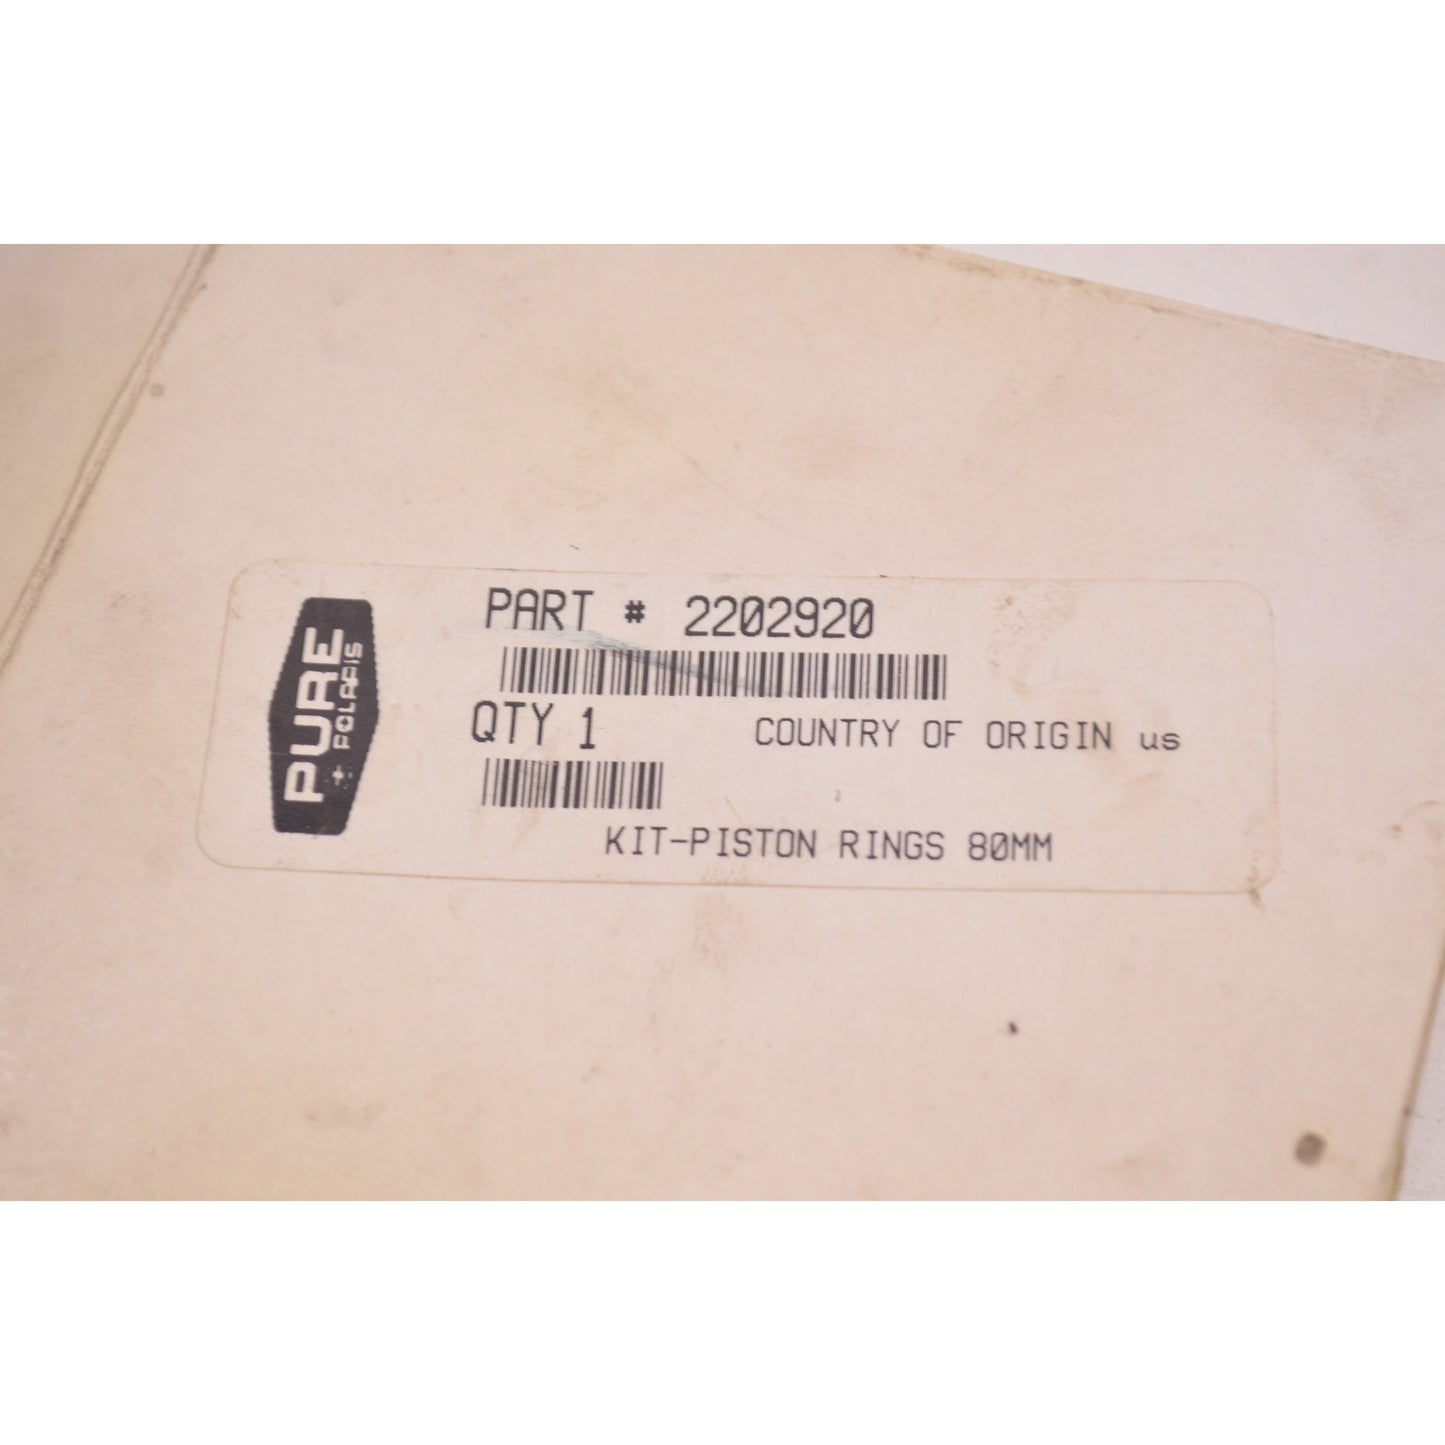 PURE
POLARIS
PART # 2202920
QTY 1
COUNTRY OF ORIGIN us
KIT-PISTON RINGS 80MM